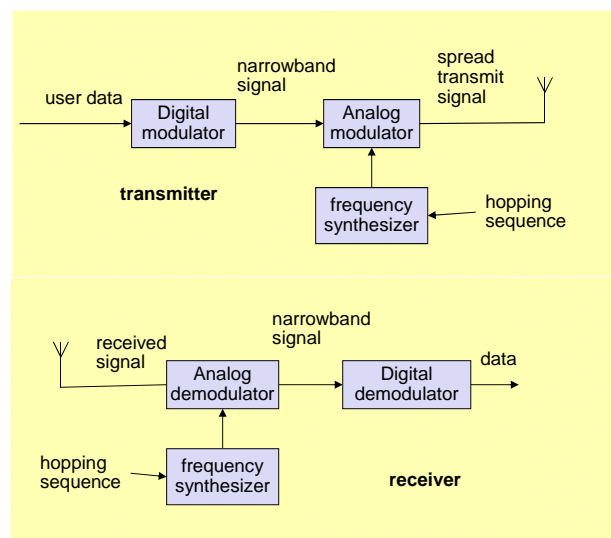 user data
Digital
modulator
narrowband
signal
Analog
modulator
spread
transmit
signal
transmitter
frequency
synthesizer
hopping
sequence
received
signal
Analog
demodulator
narrowband
signal
Digital
demodulator
data
hopping
sequence
frequency
synthesizer
receiver